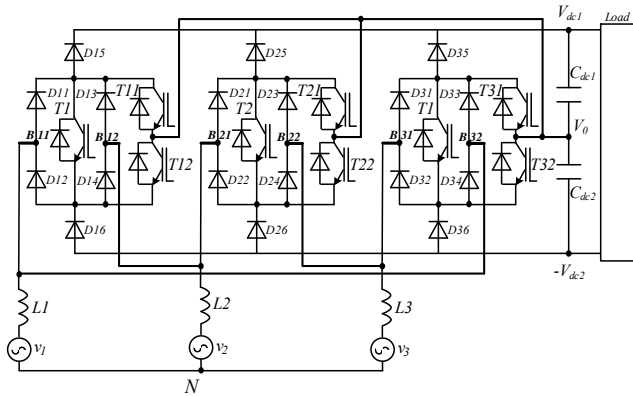 Vdc1
Load
D15
D25
D35
D11
D13
T11
D21
D23
T21
D31
D33
T31
Cdc1
T1
T2
T1
B11
B12
B21
B22
B31
B32
V0
D12
D14
T12
D22
D24
T22
D32
D34
T32
Cdc2
D16
D26
D36
-Vdc2
L1
L2
L3
v1
v2
v3
N